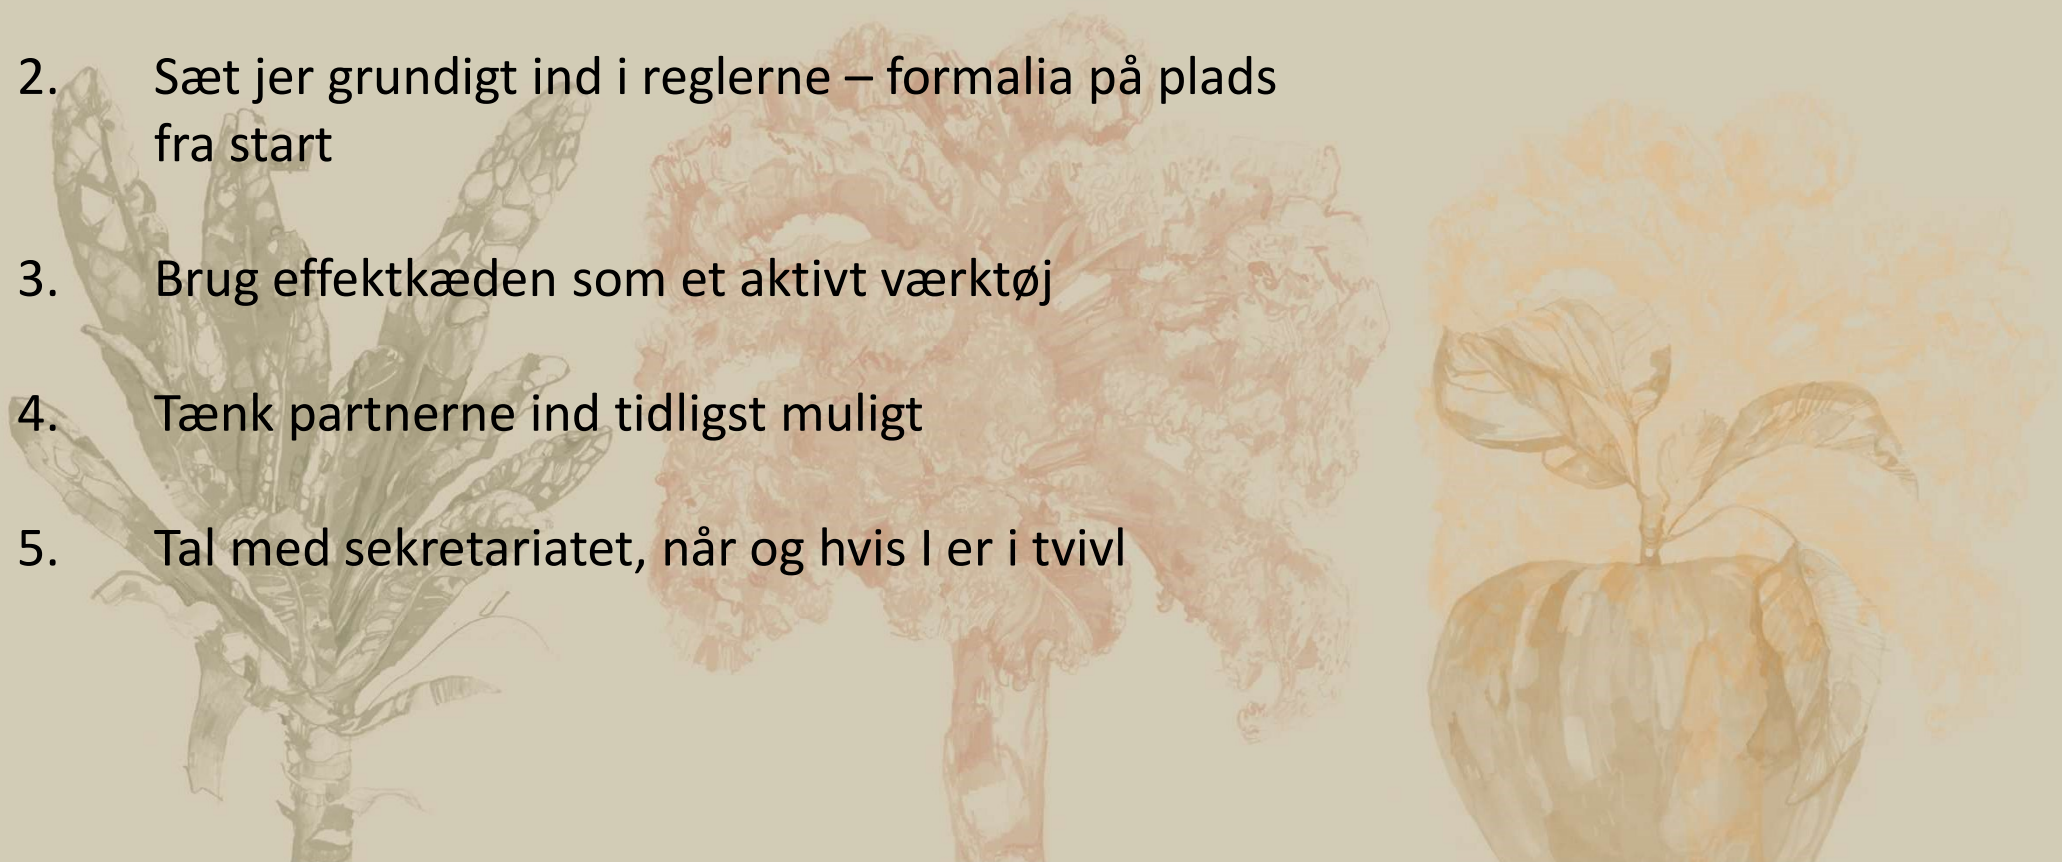 2. Sæt jer grundigt ind i reglerne – formalia på plads
fra start
3. Brug effektkæden som et aktivt værktøj
4. Tænk partnerne ind tidligst muligt
5. Tal med sekretariatet, når og hvis I er i tvivl